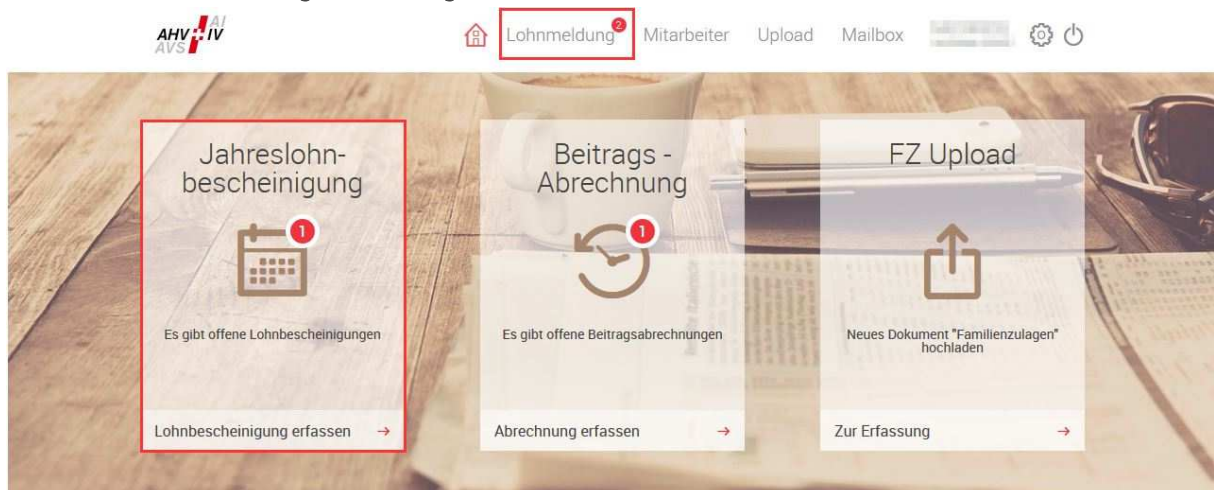 AHV IV
AI
AVS
Lohnmeldung 2 Mitarbeiter Upload Mailbox
Jahreslohn-
bescheinigung
1
Es gibt offene Lohnbescheinigungen
Lohnbescheinigung erfassen →
Beitrags -
Abrechnung
1
Es gibt offene Beitragsabrechnungen
Abrechnung erfassen →
FZ Upload
Neues Dokument "Familienzulagen"
hochladen
Zur Erfassung →